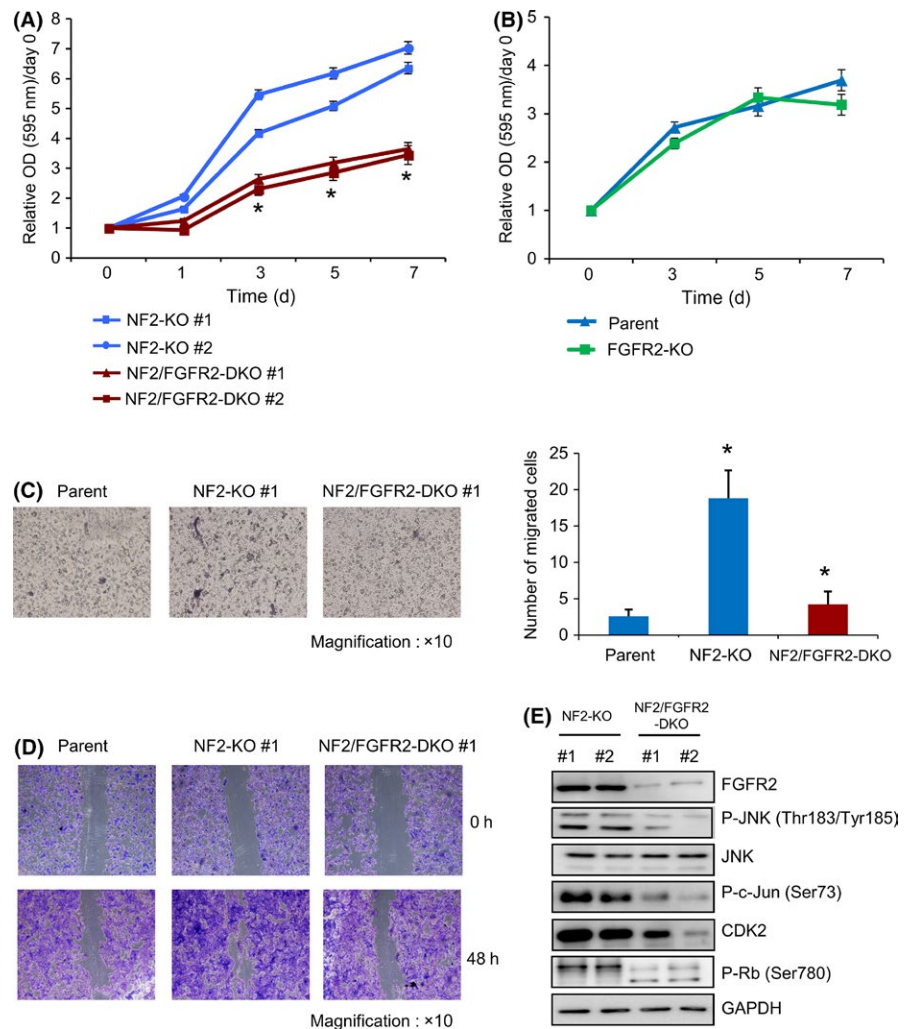 (A)
Relative OD (595 nm)/day 0
8
7
6
5
4
3
2
1
0
* * *
0 1 3 5 7
Time (d)
NF2-KO #1
NF2-KO #2
NF2/FGFR2-DKO #1
NF2/FGFR2-DKO #2
(B)
Relative OD (595 nm)/day 0
5
4
3
2
1
0
0 3 5 7
Time (d)
Parent
FGFR2-KO
(C)
Parent NF2-KO #1 NF2/FGFR2-DKO #1
Magnification : ×10
Number of migrated cells
25
20
15
10
5
0
*
*
Parent NF2-KO NF2/FGFR2-DKO
(D)
Parent NF2-KO #1 NF2/FGFR2-DKO #1
0 h
48 h
Magnification : ×10
(E)
NF2-KO NF2/FGFR2
-DKO
#1 #2 #1 #2
FGFR2
P-JNK (Thr183/Tyr185)
JNK
P-c-Jun (Ser73)
CDK2
P-Rb (Ser780)
GAPDH